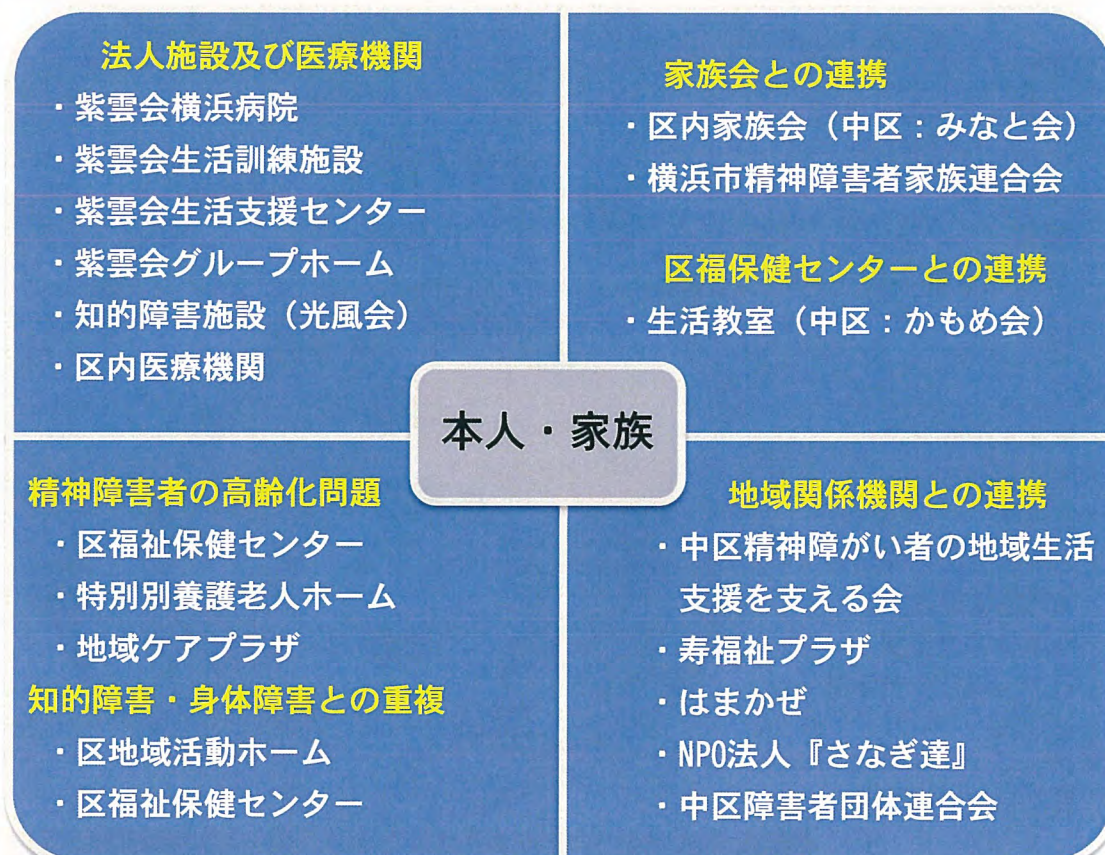 法人施設及び医療機関
・紫雲会横浜病院
・紫雲会生活訓練施設
・紫雲会生活支援センター
・紫雲会グループホーム
・知的障害施設（光風会）
・区内医療機関
家族会との連携
・区内家族会（中区：みなと会）
・横浜市精神障害者家族連合会
区福保健センターとの連携
・生活教室（中区：かもめ会）
本人・家族
精神障害者の高齢化問題
・区福祉保健センター
・特別別養護老人ホーム
・地域ケアプラザ
知的障害・身体障害との重複
・区地域活動ホーム
・区福祉保健センター
地域関係機関との連携
・中区精神障がい者の地域生活
支援を支える会
・寿福祉プラザ
・はまかぜ
・NPO法人『さなぎ達』
・中区障害者団体連合会